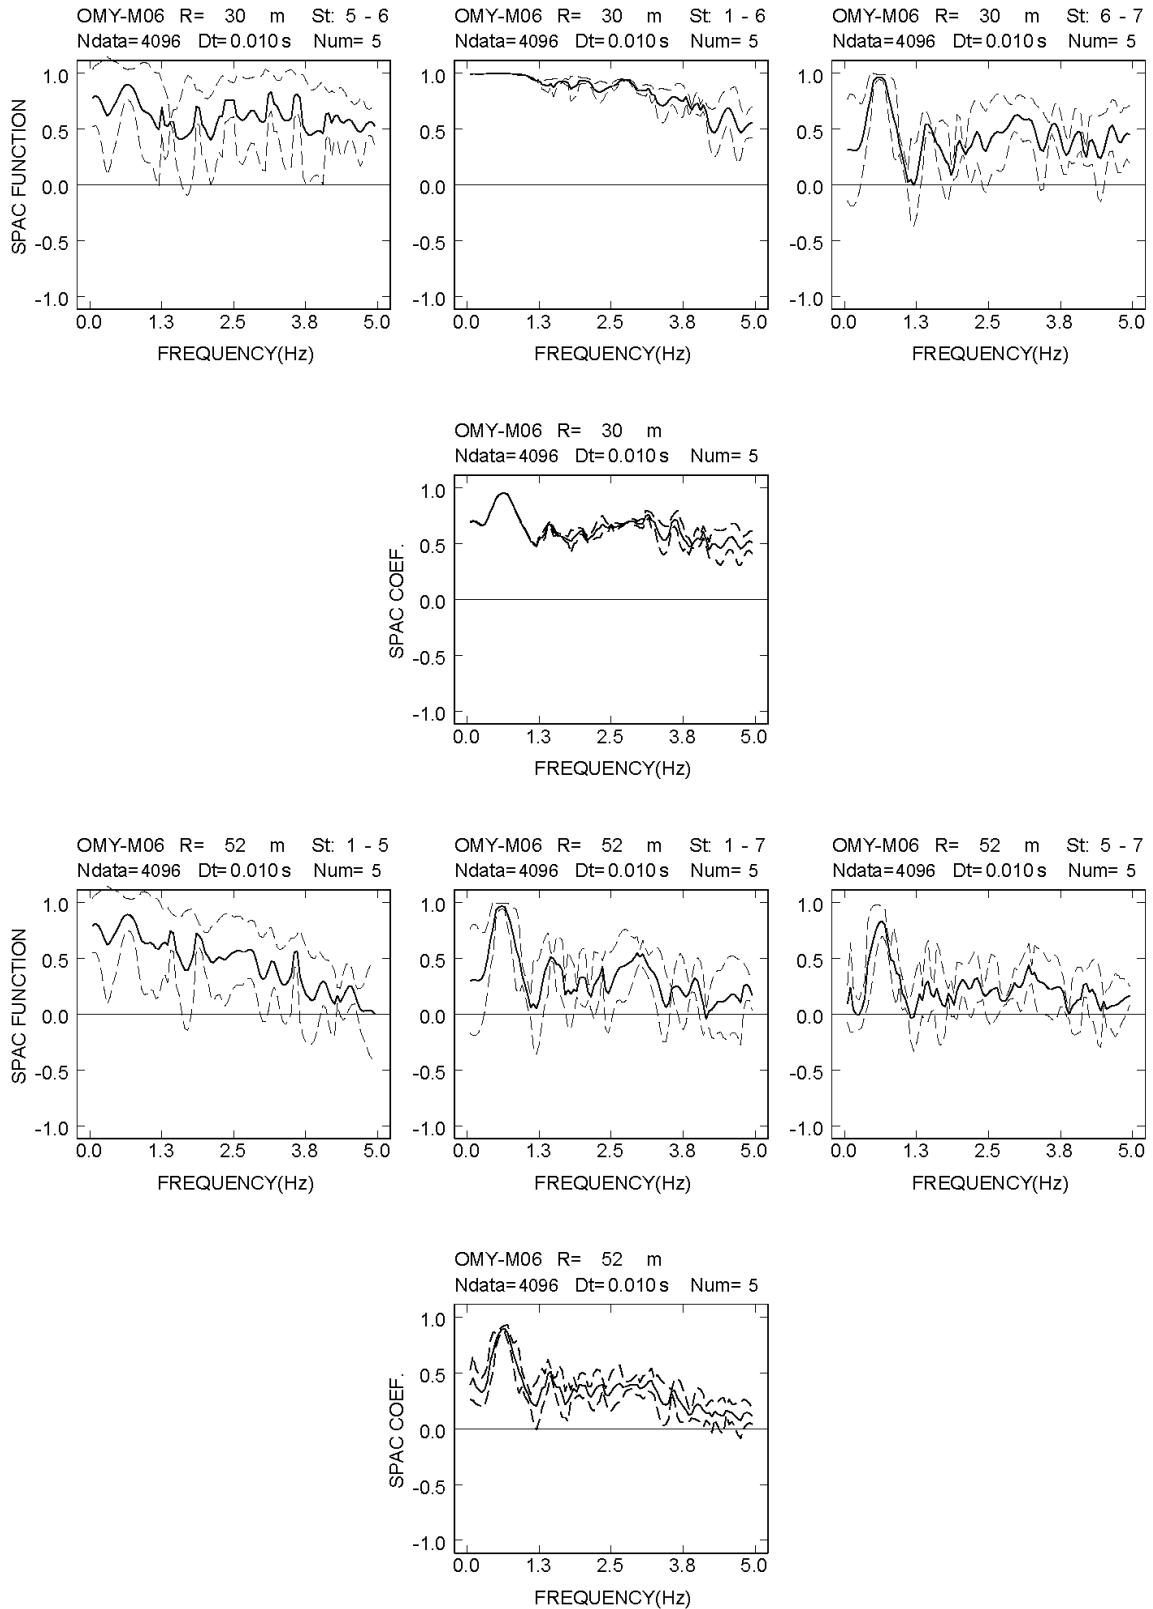 OMY-M06 R= 30 m St: 5 - 6
Ndata=4096 Dt=0.010 s Num= 5
1.0
0.5
0.0
-0.5
-1.0
SPAC FUNCTION
0.0 1.3 2.5 3.8 5.0
FREQUENCY(Hz)
OMY-M06 R= 30 m St: 1 - 6
Ndata=4096 Dt=0.010 s Num= 5
1.0
0.5
0.0
-0.5
-1.0
0.0 1.3 2.5 3.8 5.0
FREQUENCY(Hz)
OMY-M06 R= 30 m St: 6 - 7
Ndata=4096 Dt=0.010 s Num= 5
1.0
0.5
0.0
-0.5
-1.0
0.0 1.3 2.5 3.8 5.0
FREQUENCY(Hz)
OMY-M06 R= 30 m
Ndata=4096 Dt=0.010 s Num= 5
1.0
0.5
0.0
-0.5
-1.0
SPAC COEF.
0.0 1.3 2.5 3.8 5.0
FREQUENCY(Hz)
OMY-M06 R= 52 m St: 1 - 5
Ndata=4096 Dt=0.010 s Num= 5
1.0
0.5
0.0
-0.5
-1.0
SPAC FUNCTION
0.0 1.3 2.5 3.8 5.0
FREQUENCY(Hz)
OMY-M06 R= 52 m St: 1 - 7
Ndata=4096 Dt=0.010 s Num= 5
1.0
0.5
0.0
-0.5
-1.0
0.0 1.3 2.5 3.8 5.0
FREQUENCY(Hz)
OMY-M06 R= 52 m St: 5 - 7
Ndata=4096 Dt=0.010 s Num= 5
1.0
0.5
0.0
-0.5
-1.0
0.0 1.3 2.5 3.8 5.0
FREQUENCY(Hz)
OMY-M06 R= 52 m
Ndata=4096 Dt=0.010 s Num= 5
1.0
0.5
0.0
-0.5
-1.0
SPAC COEF.
0.0 1.3 2.5 3.8 5.0
FREQUENCY(Hz)